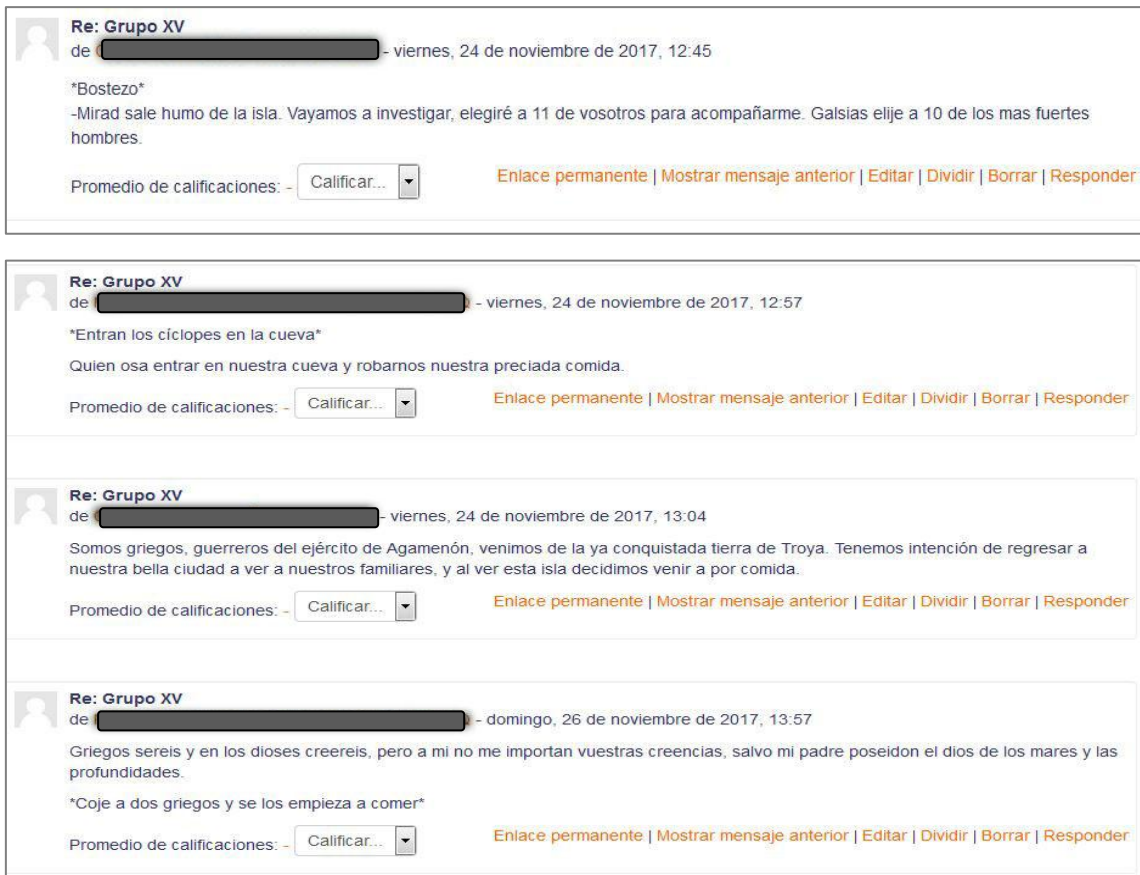 Re: Grupo XV
de - viernes, 24 de noviembre de 2017, 12:45
*Bostezo*
-Mirad sale humo de la isla. Vayamos a investigar, elegiré a 11 de vosotros para acompañarme. Galsias elije a 10 de los mas fuertes
hombres.
Promedio de calificaciones: - Calificar... Enlace permanente | Mostrar mensaje anterior | Editar | Dividir | Borrar | Responder
Re: Grupo XV
de - viernes, 24 de noviembre de 2017, 12:57
*Entran los cíclopes en la cueva*
Quien osa entrar en nuestra cueva y robarnos nuestra preciada comida.
Promedio de calificaciones: - Calificar... Enlace permanente | Mostrar mensaje anterior | Editar | Dividir | Borrar | Responder
Re: Grupo XV
de - viernes, 24 de noviembre de 2017, 13:04
Somos griegos, guerreros del ejército de Agamenón, venimos de la ya conquistada tierra de Troya. Tenemos intención de regresar a
nuestra bella ciudad a ver a nuestros familiares, y al ver esta isla decidimos venir a por comida.
Promedio de calificaciones: - Calificar... Enlace permanente | Mostrar mensaje anterior | Editar | Dividir | Borrar | Responder
Re: Grupo XV
de - domingo, 26 de noviembre de 2017, 13:57
Griegos sereis y en los dioses creereis, pero a mi no me importan vuestras creencias, salvo mi padre poseidon el dios de los mares y las
profundidades.
*Coje a dos griegos y se los empieza a comer*
Promedio de calificaciones: - Calificar... Enlace permanente | Mostrar mensaje anterior | Editar | Dividir | Borrar | Responder